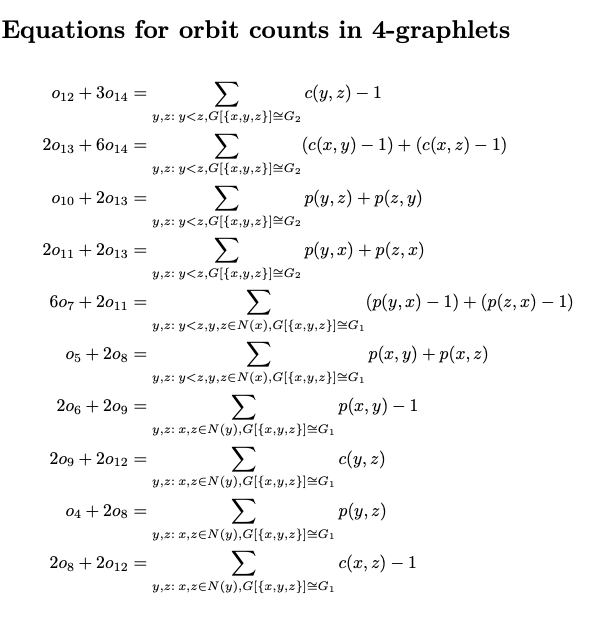 Equations for orbit counts in 4-graphlets
o₁₂ + 3o₁₄ = ∑_{y,z: y<z,G[{x,y,z}]≅G₂} c(y, z) − 1
2o₁₃ + 6o₁₄ = ∑_{y,z: y<z,G[{x,y,z}]≅G₂} (c(x, y) − 1) + (c(x, z) − 1)
o₁₀ + 2o₁₃ = ∑_{y,z: y<z,G[{x,y,z}]≅G₂} p(y, z) + p(z, y)
2o₁₁ + 2o₁₃ = ∑_{y,z: y<z,G[{x,y,z}]≅G₂} p(y, x) + p(z, x)
6o₇ + 2o₁₁ = ∑_{y,z: y<z,y,z∈N(x),G[{x,y,z}]≅G₁} (p(y, x) − 1) + (p(z, x) − 1)
o₅ + 2o₈ = ∑_{y,z: y<z,y,z∈N(x),G[{x,y,z}]≅G₁} p(x, y) + p(x, z)
2o₆ + 2o₉ = ∑_{y,z: x,z∈N(y),G[{x,y,z}]≅G₁} p(x, y) − 1
2o₉ + 2o₁₂ = ∑_{y,z: x,z∈N(y),G[{x,y,z}]≅G₁} c(y, z)
o₄ + 2o₈ = ∑_{y,z: x,z∈N(y),G[{x,y,z}]≅G₁} p(y, z)
2o₈ + 2o₁₂ = ∑_{y,z: x,z∈N(y),G[{x,y,z}]≅G₁} c(x, z) − 1